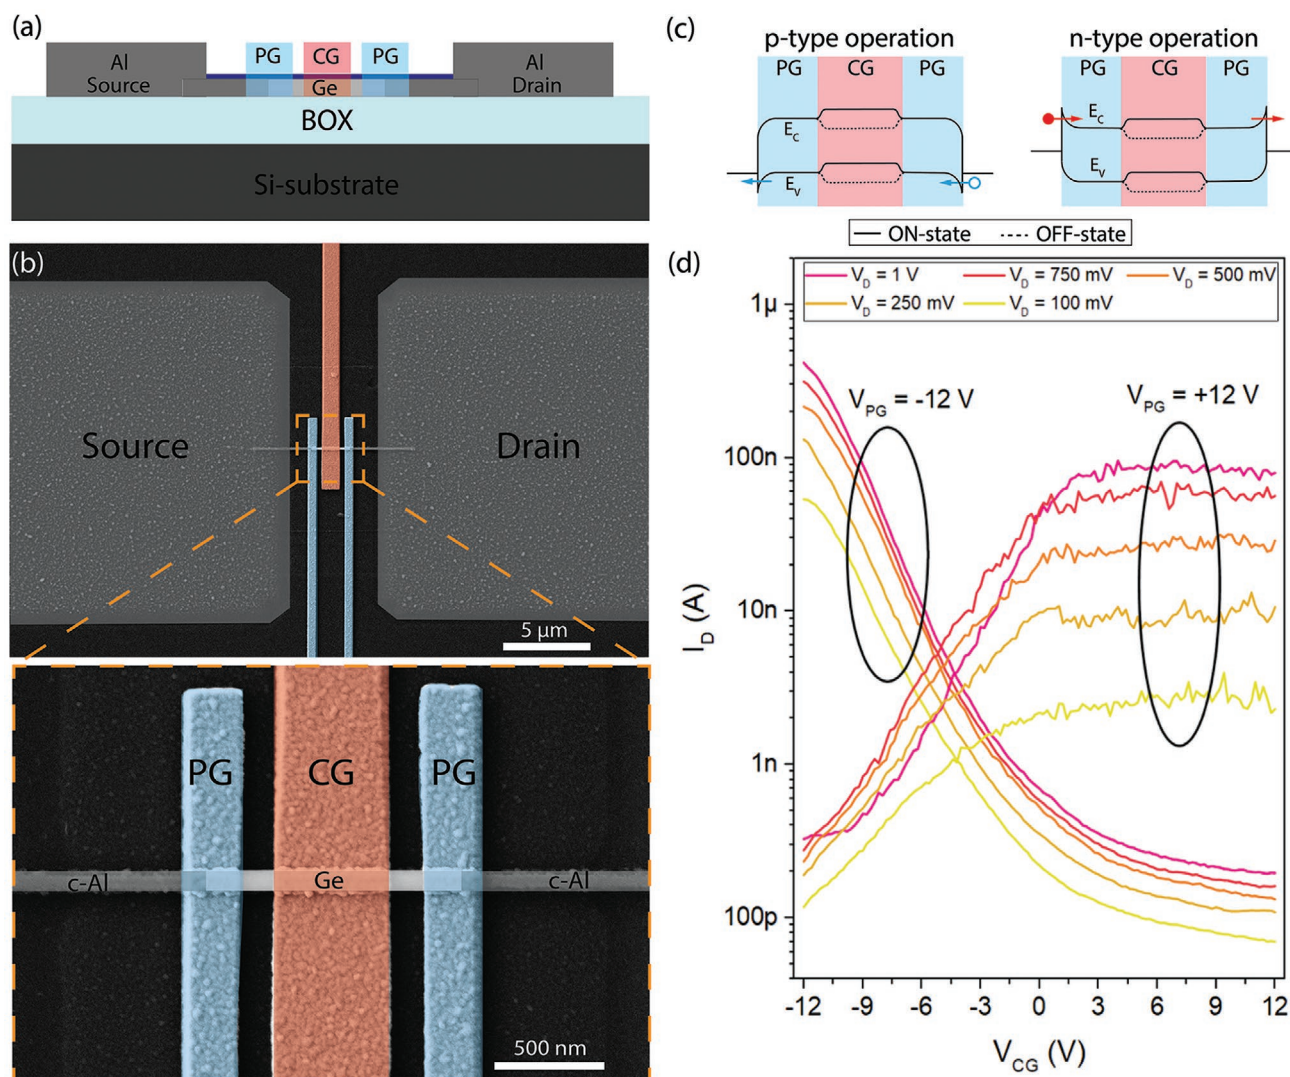 (a)
PG CG PG
Al Source
Ge
Al Drain
BOX
Si-substrate
(b)
Source
Drain
5 μm
PG CG PG
c-Al Ge c-Al
500 nm
(c)
p-type operation
n-type operation
PG CG PG
PG CG PG
E_C
E_V
E_C
E_V
ON-state OFF-state
(d)
V_D = 1 V V_D = 750 mV V_D = 500 mV
V_D = 250 mV V_D = 100 mV
1μ
V_PG = -12 V
V_PG = +12 V
100n
10n
1n
100p
I_D (A)
-12 -9 -6 -3 0 3 6 9 12
V_CG (V)